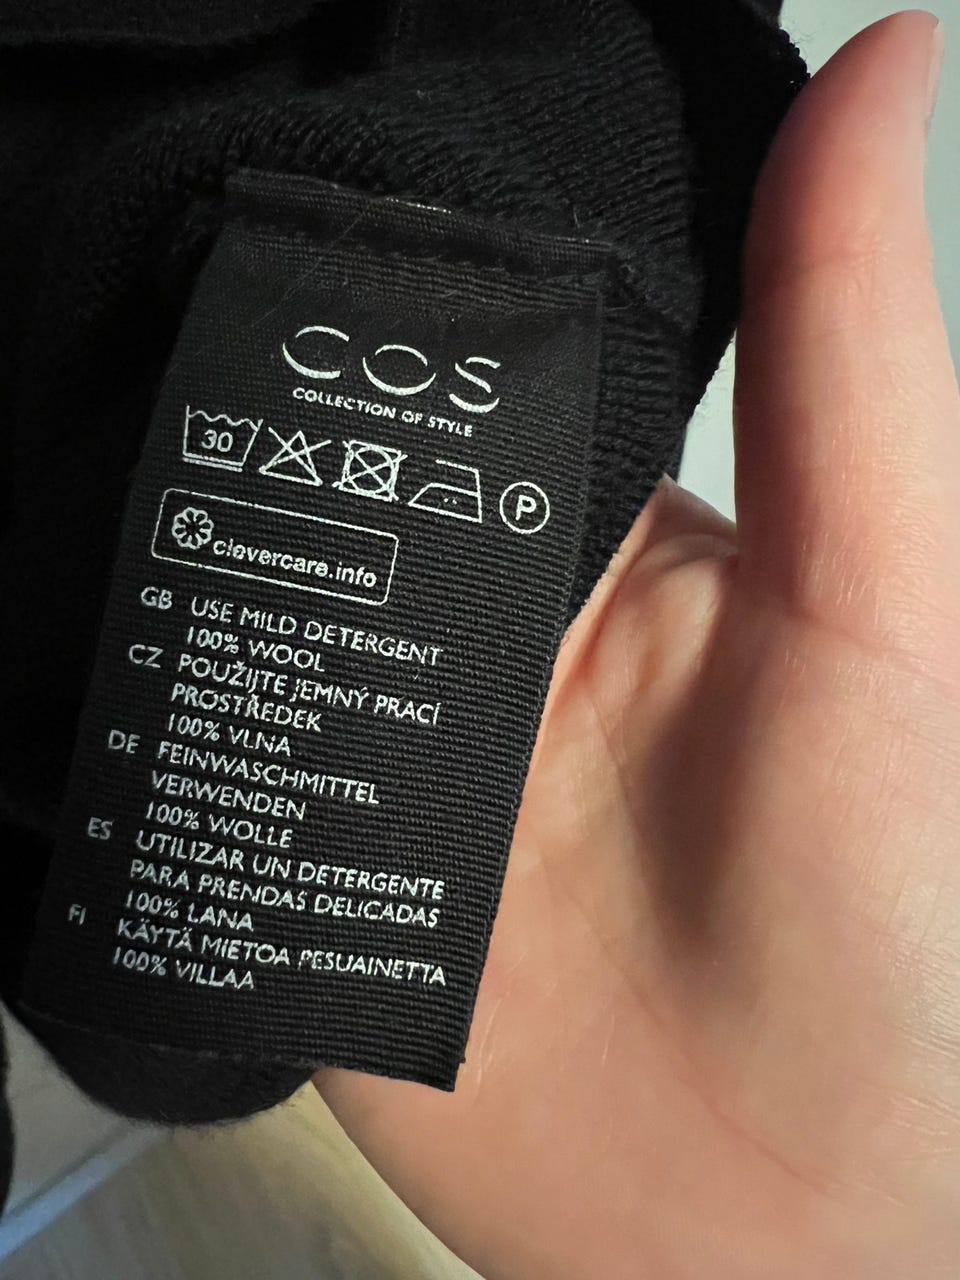 COS
COLLECTION OF STYLE
30
P
clevercare.info
GB USE MILD DETERGENT
100% WOOL
CZ POUŽIJTE JEMNÝ PRACÍ
PROSTŘEDEK
100% VLNA
DE FEINWASCHMITTEL
VERWENDEN
100% WOLLE
ES UTILIZAR UN DETERGENTE
PARA PRENDAS DELICADAS
100% LANA
FI KÄYTÄ MIETOA PESUAINETTA
100% VILLAA